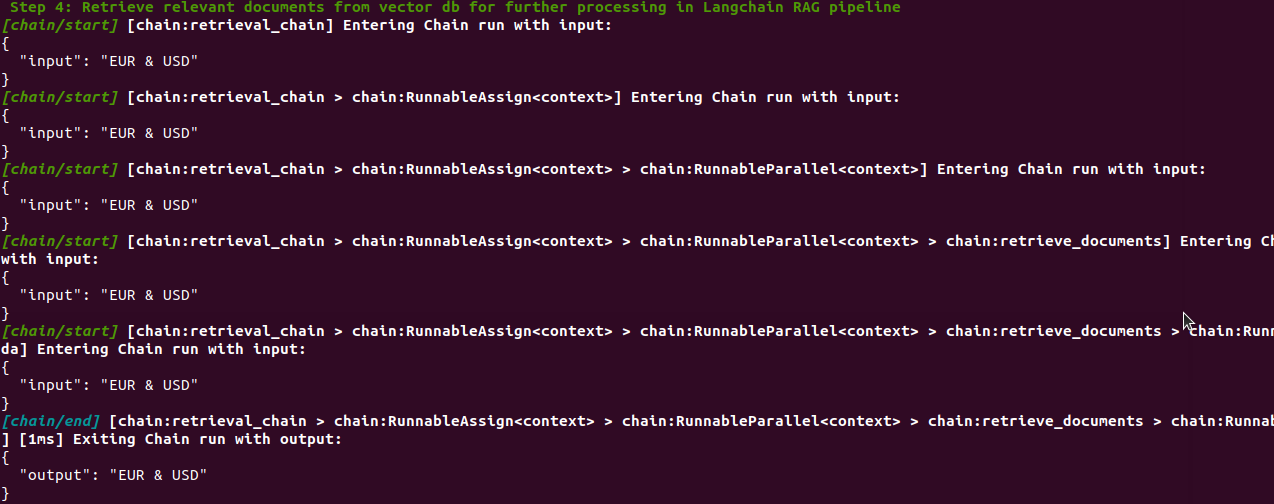 Step 4: Retrieve relevant documents from vector db for further processing in Langchain RAG pipeline
[chain/start] [chain:retrieval_chain] Entering Chain run with input:
{
  "input": "EUR & USD"
}
[chain/start] [chain:retrieval_chain > chain:RunnableAssign<context>] Entering Chain run with input:
{
  "input": "EUR & USD"
}
[chain/start] [chain:retrieval_chain > chain:RunnableAssign<context> > chain:RunnableParallel<context>] Entering Chain run with input:
{
  "input": "EUR & USD"
}
[chain/start] [chain:retrieval_chain > chain:RunnableAssign<context> > chain:RunnableParallel<context> > chain:retrieve_documents] Entering Ch
with input:
{
  "input": "EUR & USD"
}
[chain/start] [chain:retrieval_chain > chain:RunnableAssign<context> > chain:RunnableParallel<context> > chain:retrieve_documents > chain:Runn
da] Entering Chain run with input:
{
  "input": "EUR & USD"
}
[chain/end] [chain:retrieval_chain > chain:RunnableAssign<context> > chain:RunnableParallel<context> > chain:retrieve_documents > chain:Runnab
] [1ms] Exiting Chain run with output:
{
  "output": "EUR & USD"
}